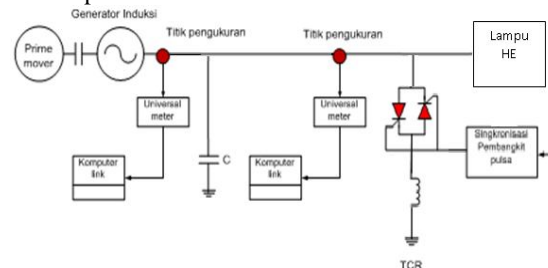 Generator Induksi
Titik pengukuran
Titik pengukuran
Prime
mover
Lampu
HE
Universal
meter
Universal
meter
Singkronisasi
Pembangkit
pulsa
Komputer
link
C
Komputer
link
TCR